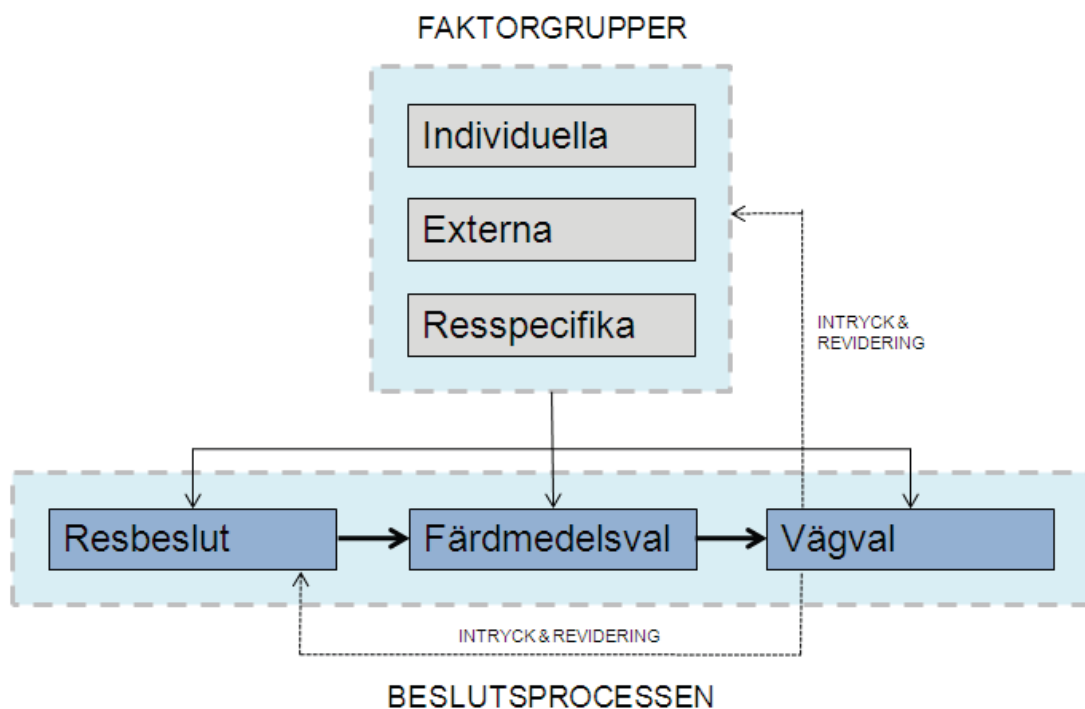 FAKTORGRUPPER
Individuella
Externa
Resspecifika
INTRYCK &
REVIDERING
Resbeslut
Färdmedelsval
Vägval
INTRYCK & REVIDERING
BESLUTSPROCESSEN